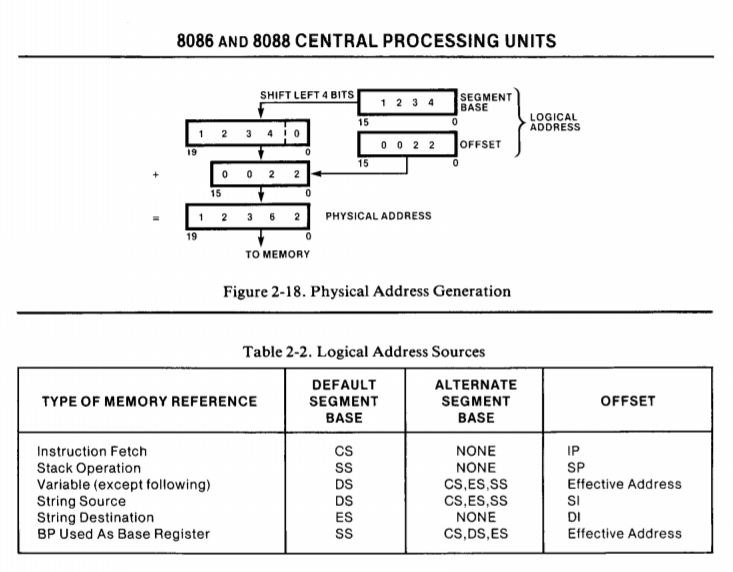 8086 AND 8088 CENTRAL PROCESSING UNITS
SHIFT LEFT 4 BITS
1 2 3 4
SEGMENT
BASE
15 0
LOGICAL
ADDRESS
1 2 3 4 0
19 0
0 0 2 2
OFFSET
15 0
+
0 0 2 2
15 0
=
1 2 3 6 2
PHYSICAL ADDRESS
19 0
TO MEMORY
Figure 2-18. Physical Address Generation
Table 2-2. Logical Address Sources
TYPE OF MEMORY REFERENCE
DEFAULT
SEGMENT
BASE
ALTERNATE
SEGMENT
BASE
OFFSET
Instruction Fetch CS NONE IP
Stack Operation SS NONE SP
Variable (except following) DS CS,ES,SS Effective Address
String Source DS CS,ES,SS SI
String Destination ES NONE DI
BP Used As Base Register SS CS,DS,ES Effective Address